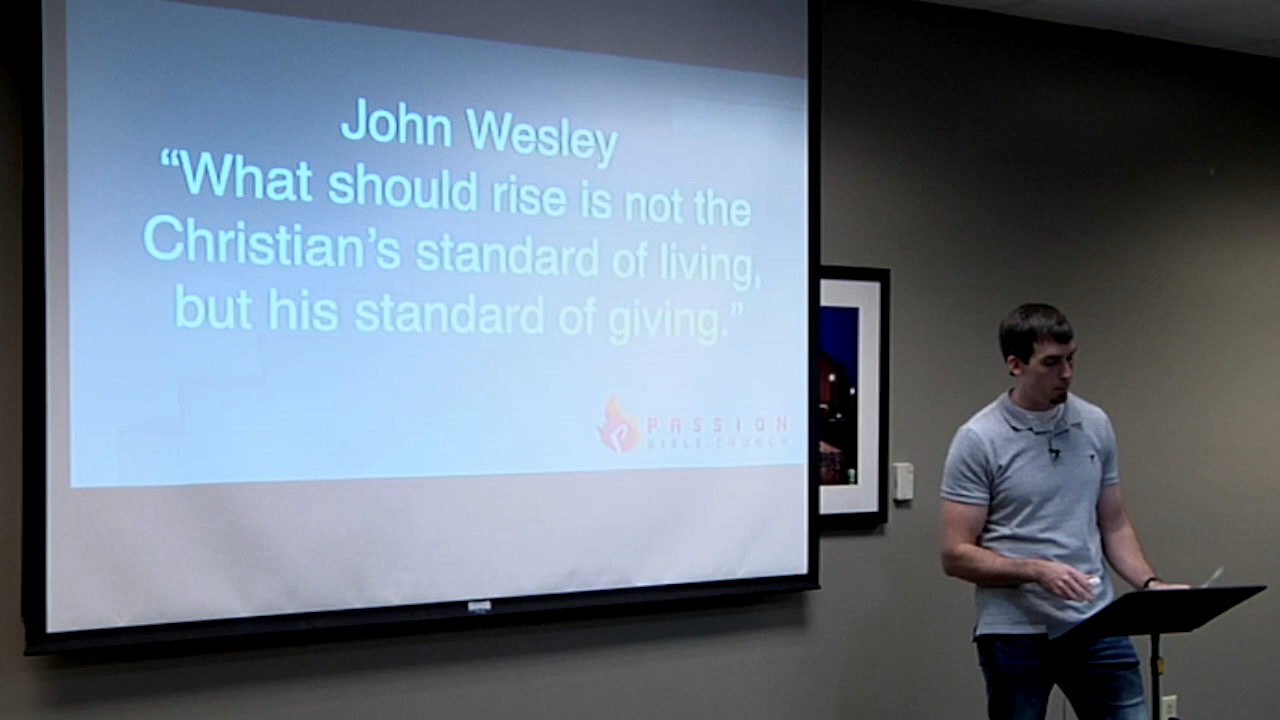 John Wesley
“What should rise is not the
Christian’s standard of living,
but his standard of giving.”
PASSION
BIBLE CHURCH